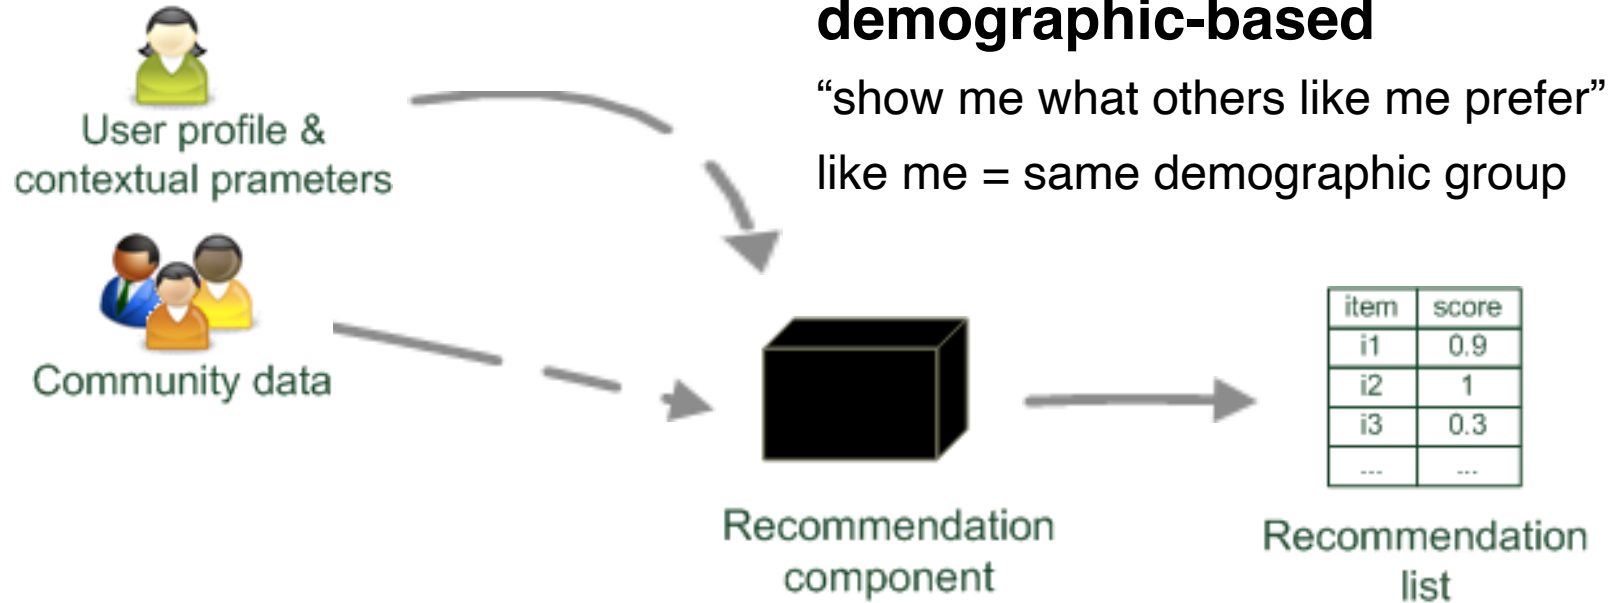 demographic-based
“show me what others like me prefer”
like me = same demographic group
User profile &
contextual prameters
Community data
item score
i1 0.9
i2 1
i3 0.3
... ...
Recommendation
component
Recommendation
list